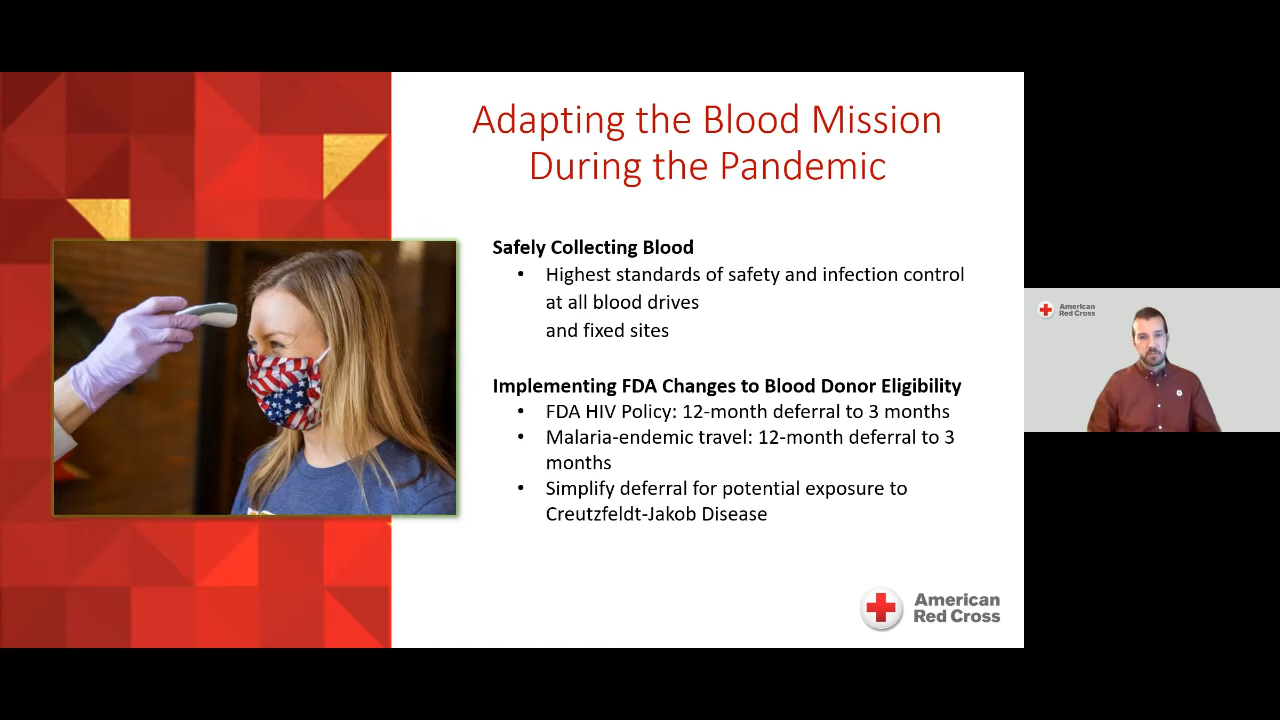 Adapting the Blood Mission
During the Pandemic
Safely Collecting Blood
• Highest standards of safety and infection control
at all blood drives
and fixed sites
Implementing FDA Changes to Blood Donor Eligibility
• FDA HIV Policy: 12-month deferral to 3 months
• Malaria-endemic travel: 12-month deferral to 3
months
• Simplify deferral for potential exposure to
Creutzfeldt-Jakob Disease
American
Red Cross
American
Red Cross